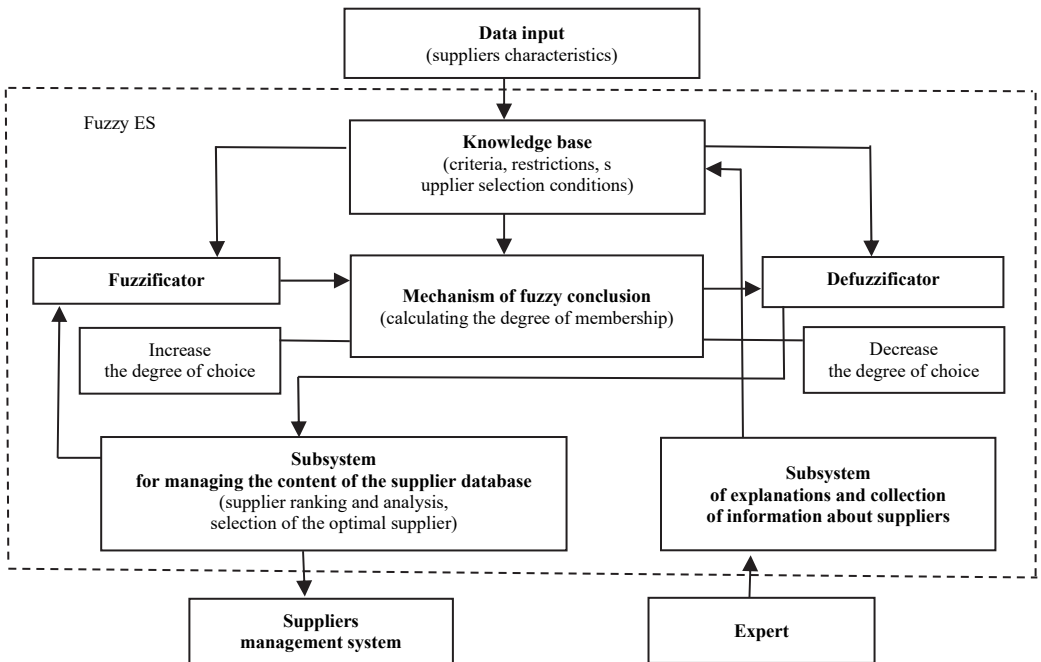 Data input
(suppliers characteristics)
Fuzzy ES
Knowledge base
(criteria, restrictions, s
upplier selection conditions)
Fuzzificator
Mechanism of fuzzy conclusion
(calculating the degree of membership)
Defuzzificator
Increase
the degree of choice
Decrease
the degree of choice
Subsystem
for managing the content of the supplier database
(supplier ranking and analysis,
selection of the optimal supplier)
Subsystem
of explanations and collection
of information about suppliers
Suppliers
management system
Expert